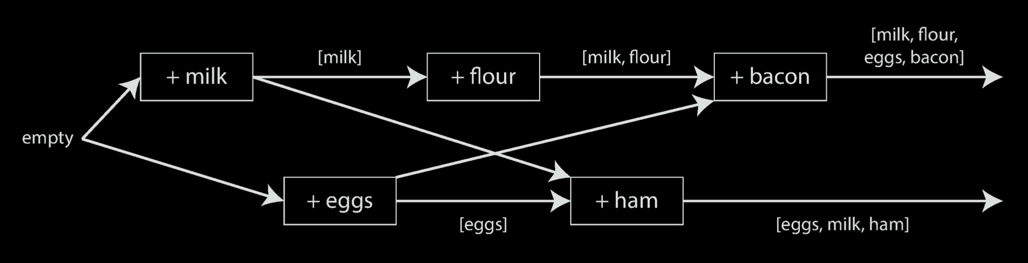 [milk, flour,
eggs, bacon]
[milk]
[milk, flour]
+ milk
+ flour
+ bacon
empty
+ eggs
+ ham
[eggs]
[eggs, milk, ham]